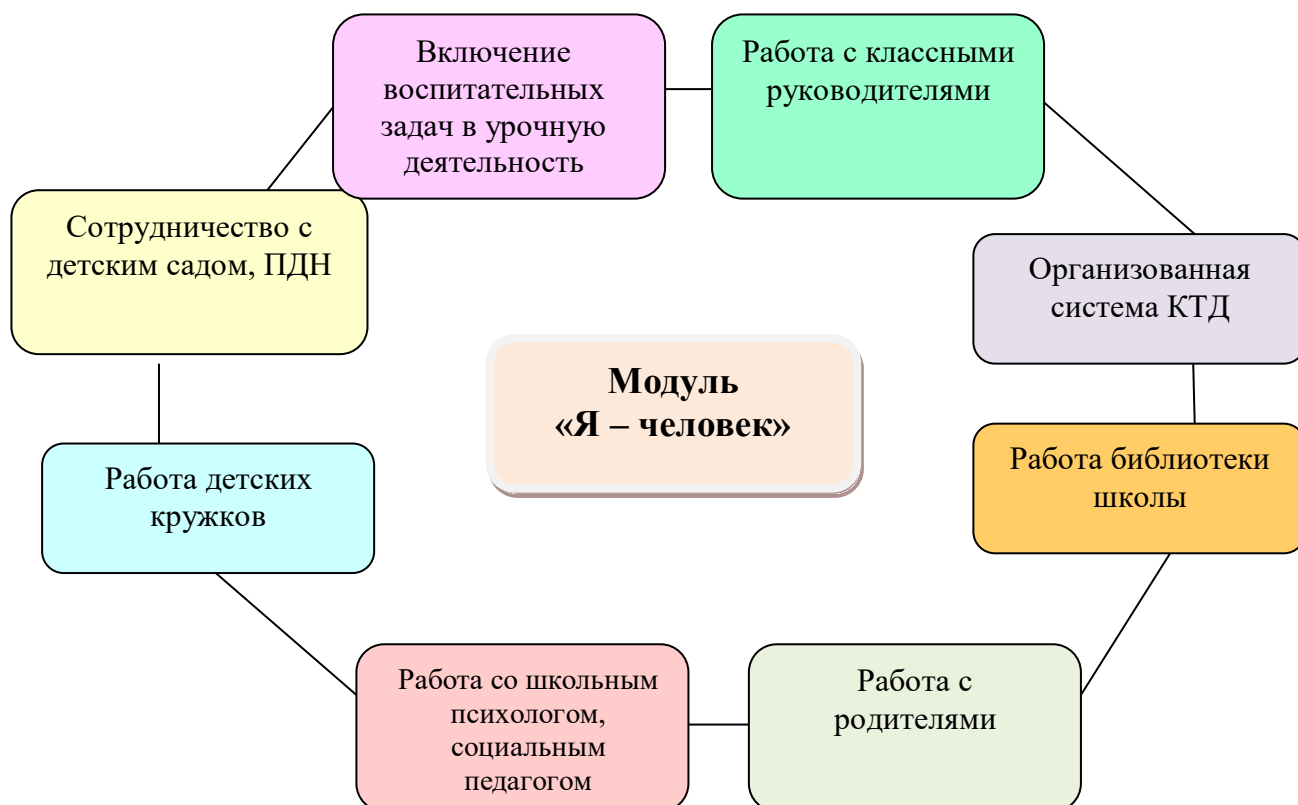 Включение
воспитательных
задач в урочную
деятельность
Работа с классными
руководителями
Сотрудничество с
детским садом, ПДН
Организованная
система КТД
Модуль
«Я – человек»
Работа детских
кружков
Работа библиотеки
школы
Работа со школьным
психологом,
социальным
педагогом
Работа с
родителями